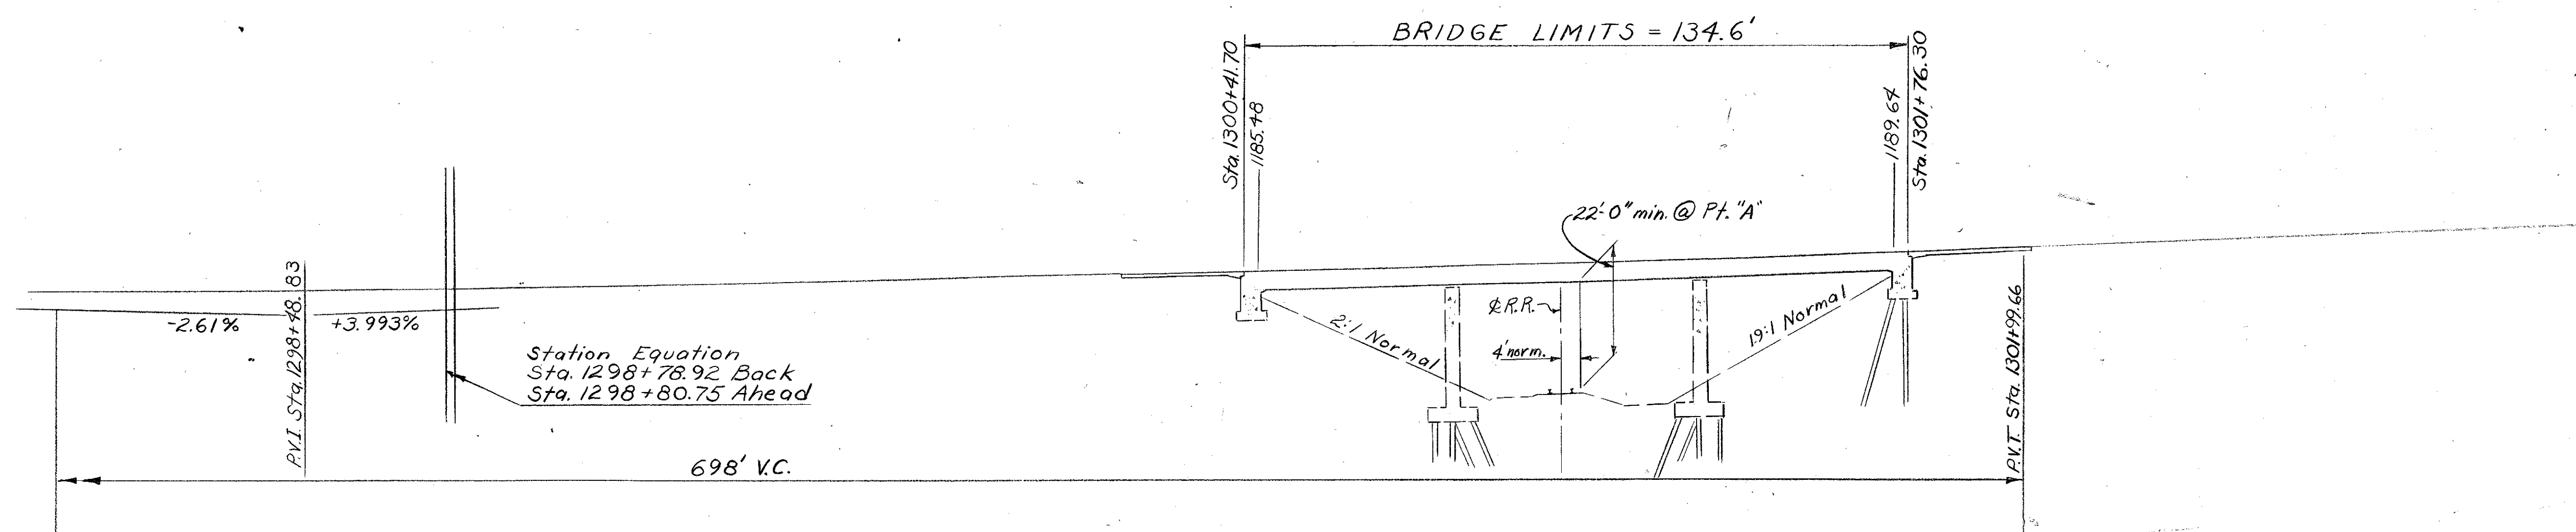 BRIDGE LIMITS = 134.6'
Sta. 1300+41.70
1185.48
1189.64
Sta. 1301+76.30
22'-0" min. @ Pt. "A"
-2.61%
P.V.I. Sta. 1298+48.83
+3.993%
Station Equation
Sta. 1298+78.92 Back
Sta. 1298+80.75 Ahead
2:1 Normal
℄ R.R.
4' norm.
1.9:1 Normal
P.V.T. Sta. 1301+99.66
698' V.C.